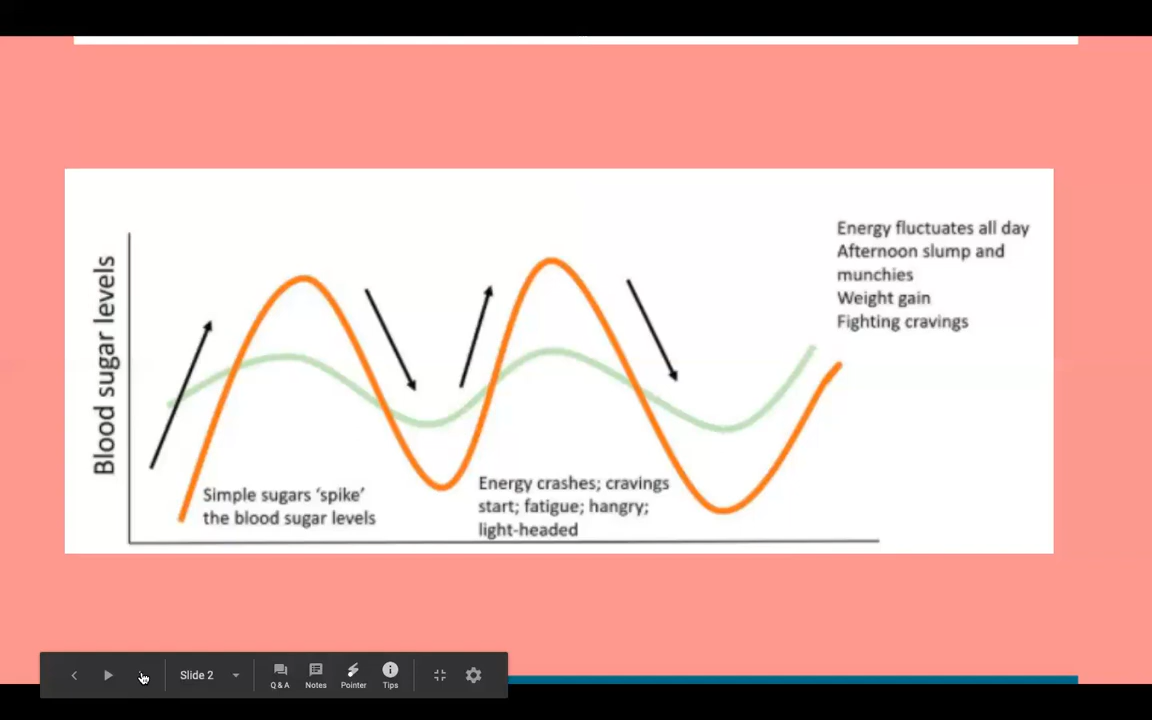 Blood sugar levels
Energy fluctuates all day
Afternoon slump and
munchies
Weight gain
Fighting cravings
Simple sugars ‘spike’
the blood sugar levels
Energy crashes; cravings
start; fatigue; hangry;
light-headed
Slide 2
Q & A
Notes
Pointer
Tips